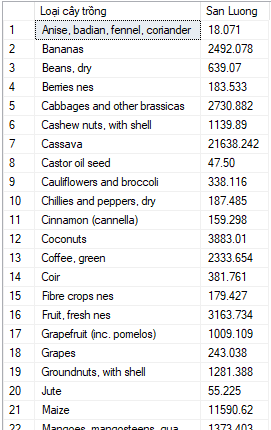 Loại cây trồng San Luong
1 Anise, badian, fennel, coriander 18.071
2 Bananas 2492.078
3 Beans, dry 639.07
4 Berries nes 183.533
5 Cabbages and other brassicas 2730.882
6 Cashew nuts, with shell 1139.89
7 Cassava 21638.242
8 Castor oil seed 47.50
9 Cauliflowers and broccoli 338.116
10 Chillies and peppers, dry 187.485
11 Cinnamon (cannella) 159.298
12 Coconuts 3883.01
13 Coffee, green 2333.654
14 Coir 381.761
15 Fibre crops nes 179.427
16 Fruit, fresh nes 3163.734
17 Grapefruit (inc. pomelos) 1009.109
18 Grapes 243.038
19 Groundnuts, with shell 1281.388
20 Jute 55.225
21 Maize 11590.62
22 Mangoes, mangosteens, gua... 1373.403